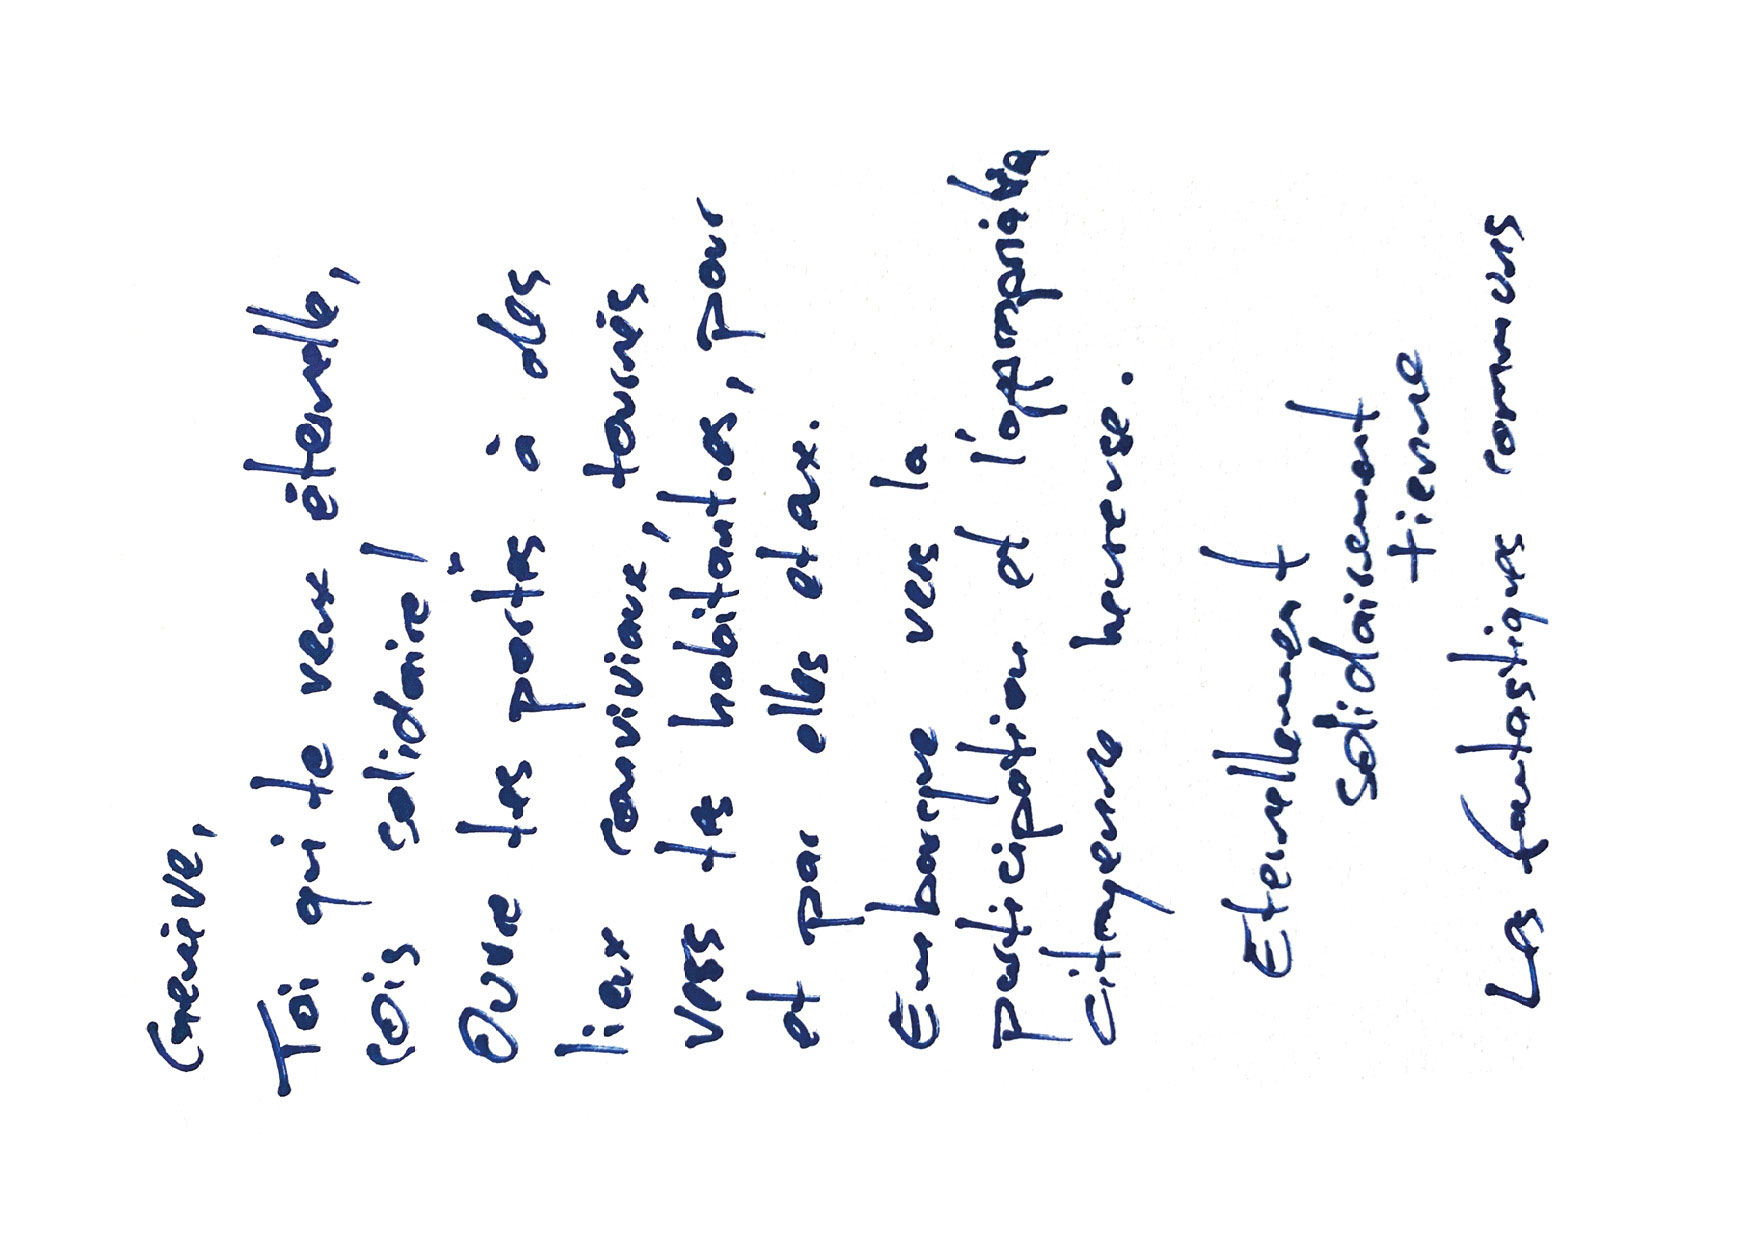 Genève,
Toi qui te veux éternelle,
sois solidaire !
Ouvre tes portes à des
lieux conviviaux, tournés
vers tes habitant.es, pour
et par elles et eux.
Embarque vers la
participation et l'appropriation
citoyenne heureuse.
Eternellement
solidairement
tienne
Les fantastiques communs